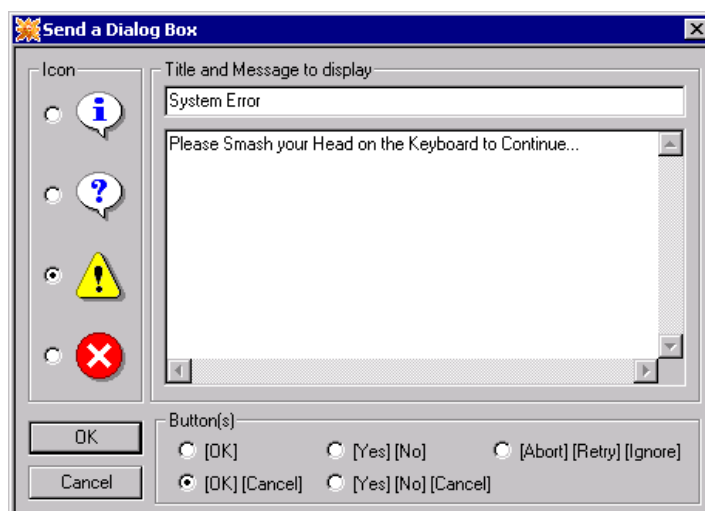 Send a Dialog Box
Icon
Title and Message to display
System Error
Please Smash your Head on the Keyboard to Continue...
OK
Cancel
Button(s)
[OK]
[Yes] [No]
[Abort] [Retry] [Ignore]
[OK] [Cancel]
[Yes] [No] [Cancel]